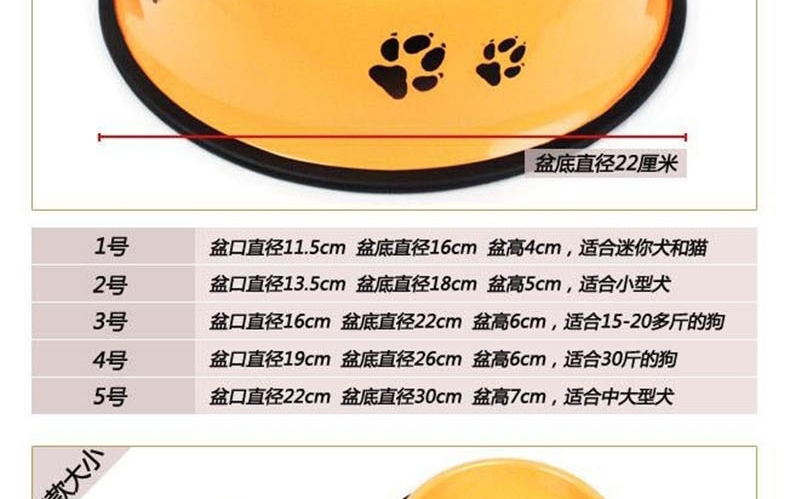 盆底直径22厘米
1号 盆口直径11.5cm 盆底直径16cm 盆高4cm，适合迷你犬和猫
2号 盆口直径13.5cm 盆底直径18cm 盆高5cm，适合小型犬
3号 盆口直径16cm 盆底直径22cm 盆高6cm，适合15-20多斤的狗
4号 盆口直径19cm 盆底直径26cm 盆高6cm，适合30斤的狗
5号 盆口直径22cm 盆底直径30cm 盆高7cm，适合中大型犬
款大小